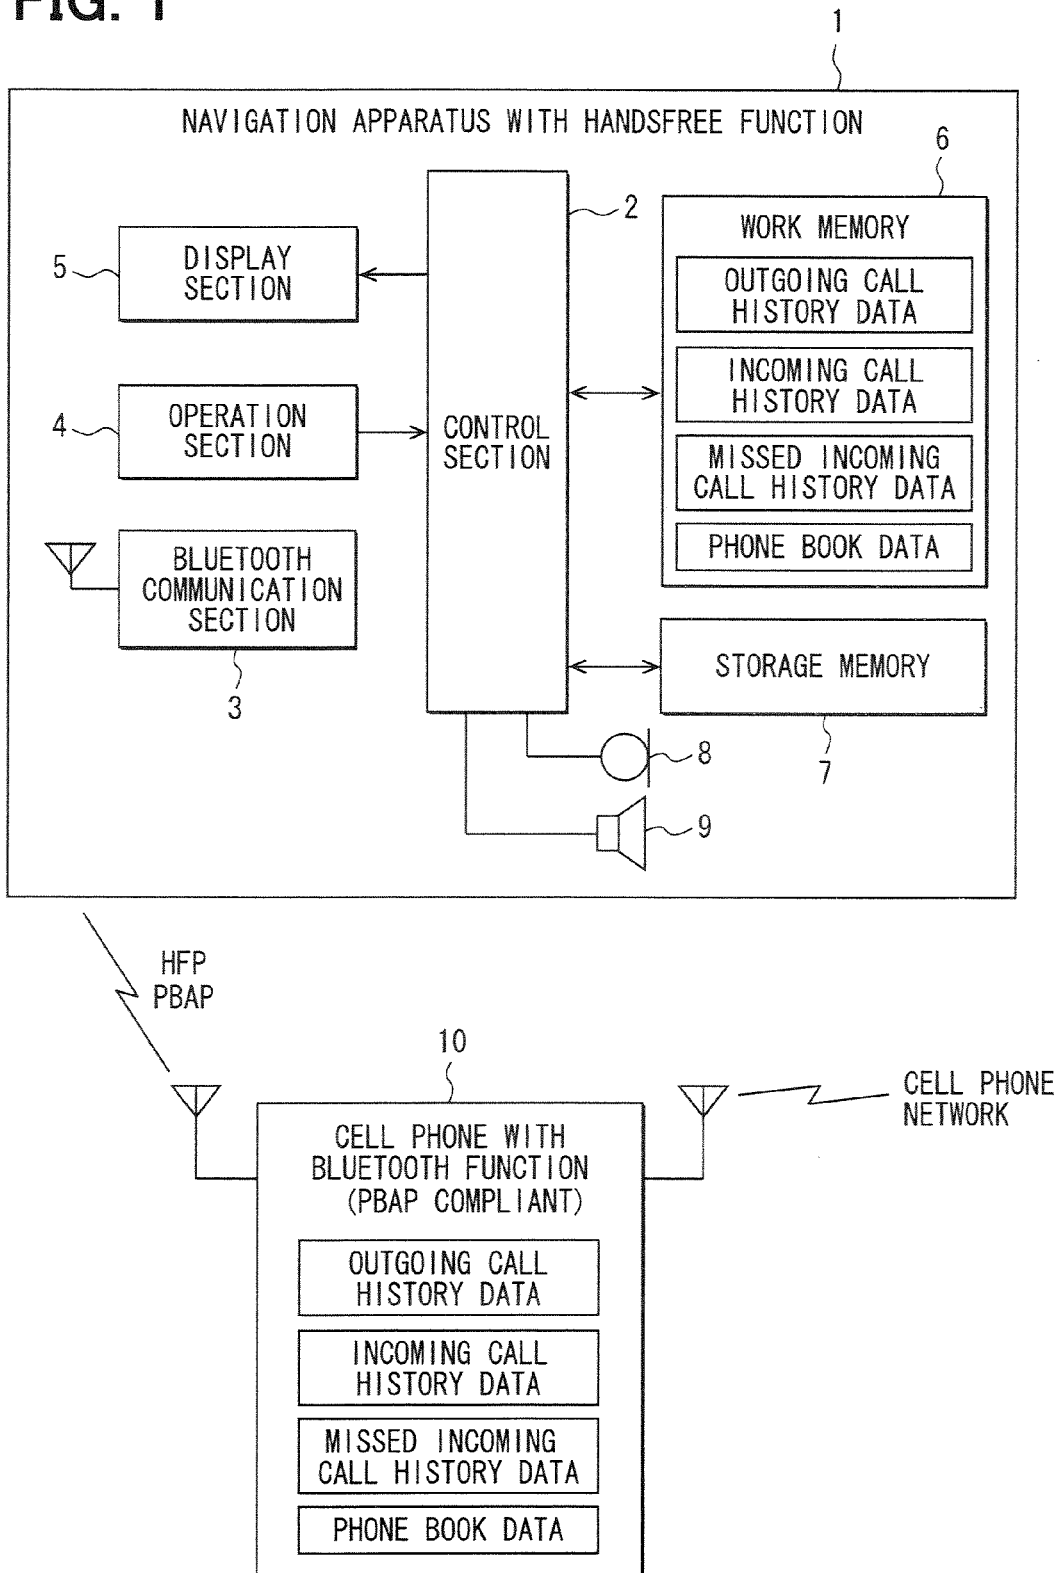 FIG. 1
1
NAVIGATION APPARATUS WITH HANDSFREE FUNCTION
6
2
WORK MEMORY
5
DISPLAY
SECTION
OUTGOING CALL
HISTORY DATA
INCOMING CALL
HISTORY DATA
4
OPERATION
SECTION
CONTROL
SECTION
MISSED INCOMING
CALL HISTORY DATA
PHONE BOOK DATA
BLUETOOTH
COMMUNICATION
SECTION
3
STORAGE MEMORY
7
8
9
HFP
PBAP
10
CELL PHONE
NETWORK
CELL PHONE WITH
BLUETOOTH FUNCTION
(PBAP COMPLIANT)
OUTGOING CALL
HISTORY DATA
INCOMING CALL
HISTORY DATA
MISSED INCOMING
CALL HISTORY DATA
PHONE BOOK DATA